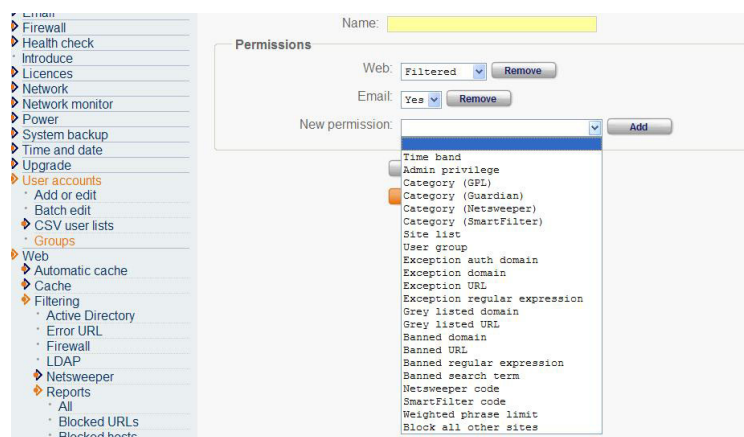 Email
Firewall
Health check
Introduce
Licences
Network
Network monitor
Power
System backup
Time and date
Upgrade
User accounts
Add or edit
Batch edit
CSV user lists
Groups
Web
Automatic cache
Cache
Filtering
Active Directory
Error URL
Firewall
LDAP
Netsweeper
Reports
All
Blocked URLs
Blocked hosts
Name:
Permissions
Web: Filtered Remove
Email: Yes Remove
New permission: Add
Time band
Admin privilege
Category (GPL)
Category (Guardian)
Category (Netsweeper)
Category (SmartFilter)
Site list
User group
Exception auth domain
Exception domain
Exception URL
Exception regular expression
Grey listed domain
Grey listed URL
Banned domain
Banned URL
Banned regular expression
Banned search term
Netsweeper code
SmartFilter code
Weighted phrase limit
Block all other sites